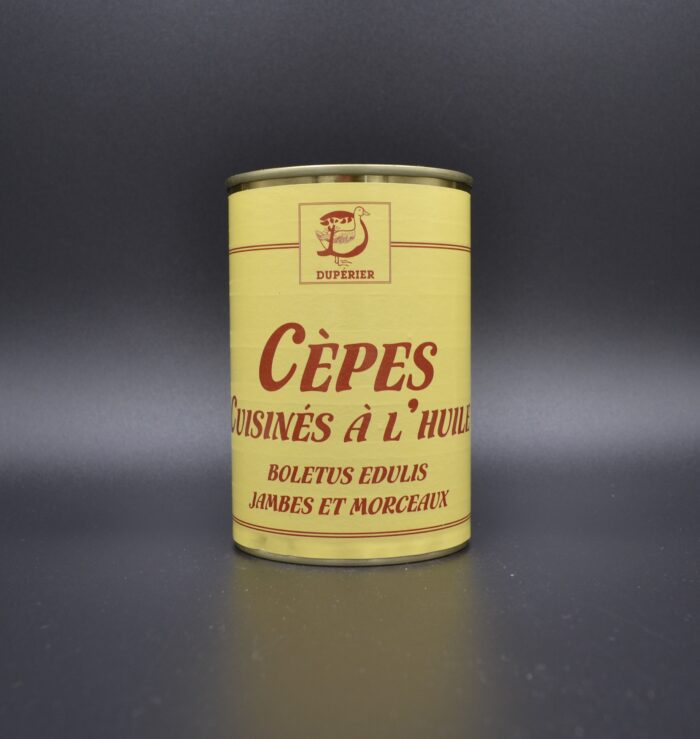 DUPÉRIER
CÈPES
CUISINÉS À L'HUILE
BOLETUS EDULIS
JAMBES ET MORCEAUX